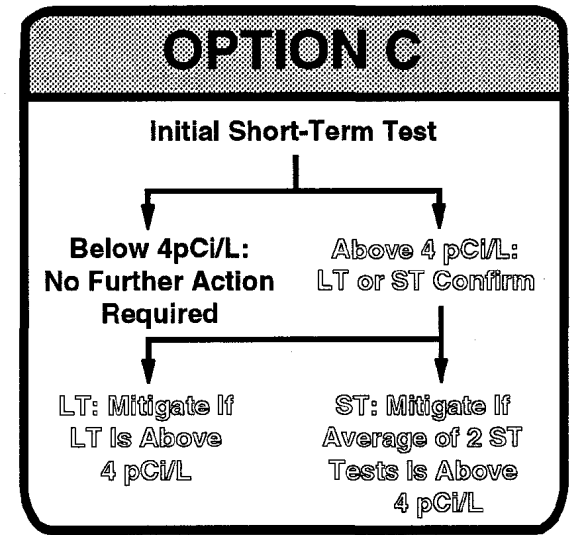 OPTION C
Initial Short-Term Test
Below 4pCi/L:
No Further Action
Required
Above 4 pCi/L:
LT or ST Confirm
LT: Mitigate If
LT Is Above
4 pCi/L
ST: Mitigate If
Average of 2 ST
Tests Is Above
4 pCi/L